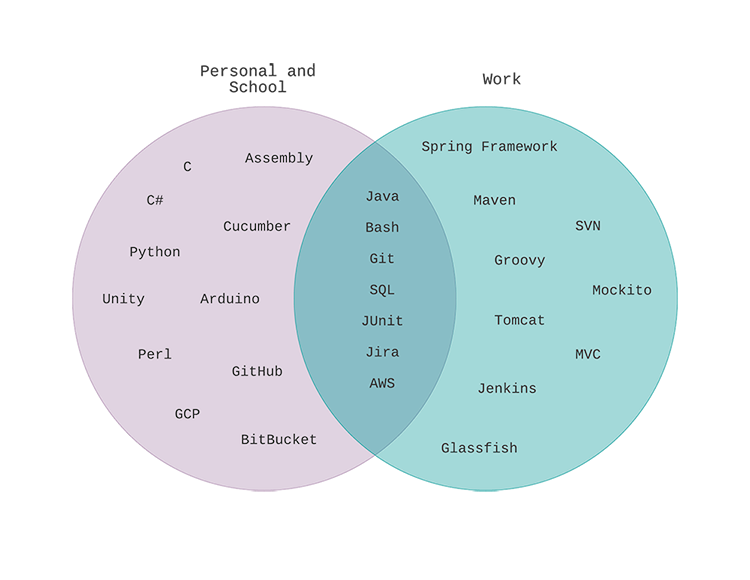 Personal and
School
Work
C
Assembly
C#
Cucumber
Python
Unity
Arduino
Perl
GitHub
GCP
BitBucket
Java
Bash
Git
SQL
JUnit
Jira
AWS
Spring Framework
Maven
SVN
Groovy
Mockito
Tomcat
MVC
Jenkins
Glassfish